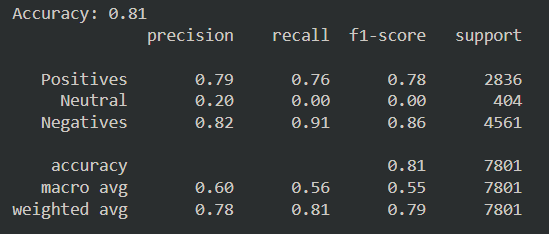 Accuracy: 0.81
precision recall f1-score support
Positives 0.79 0.76 0.78 2836
Neutral 0.20 0.00 0.00 404
Negatives 0.82 0.91 0.86 4561
accuracy 0.81 7801
macro avg 0.60 0.56 0.55 7801
weighted avg 0.78 0.81 0.79 7801